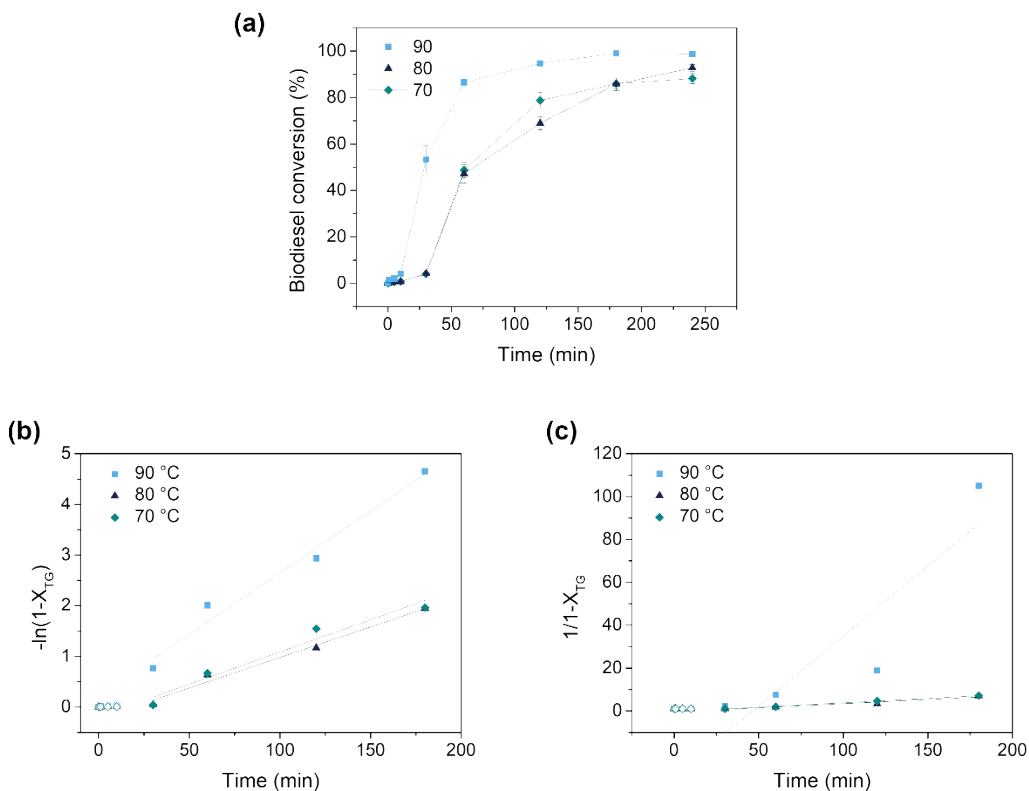 (a)
90
80
70
100
80
60
40
20
0
Biodiesel conversion (%)
0 50 100 150 200 250
Time (min)
(b)
90 °C
80 °C
70 °C
5
4
3
2
1
0
-ln(1-X_TG)
0 50 100 150 200
Time (min)
(c)
90 °C
80 °C
70 °C
120
100
80
60
40
20
0
1/1-X_TG
0 50 100 150 200
Time (min)